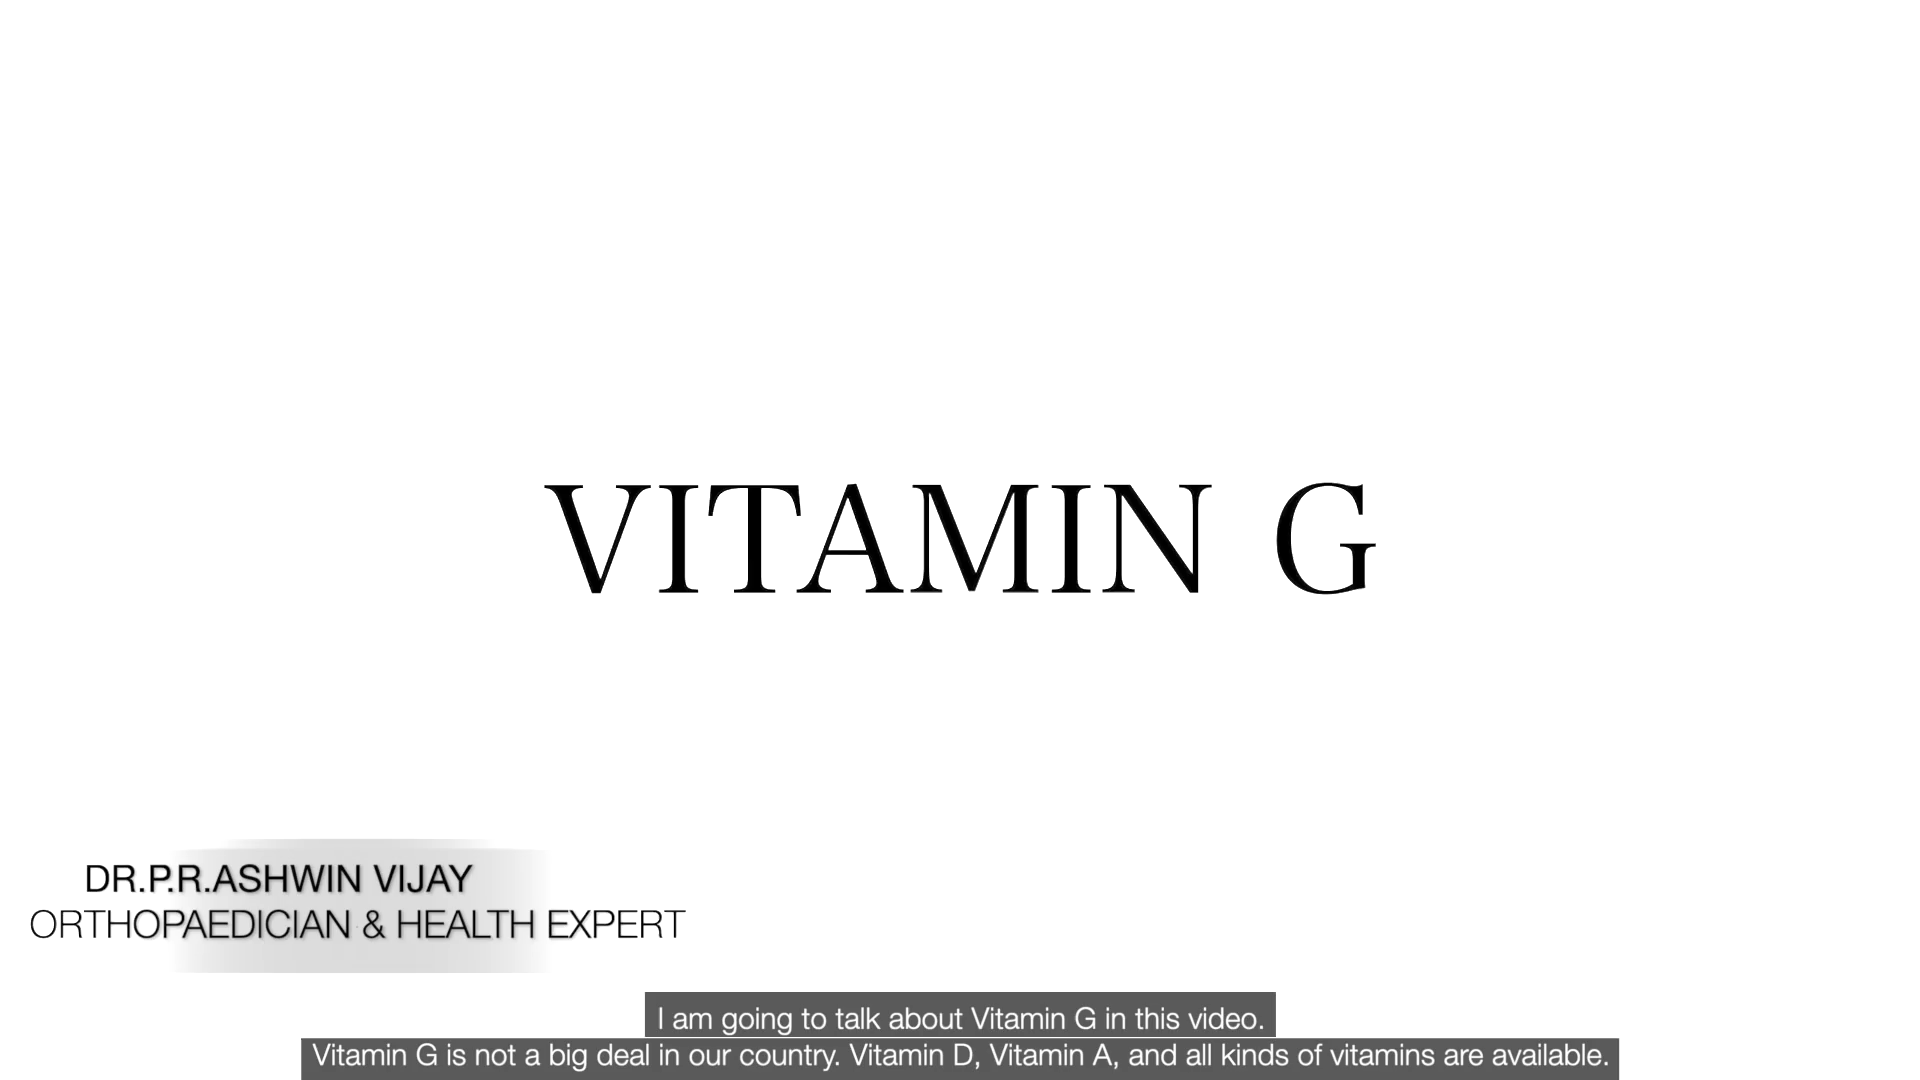 VITAMIN G
DR.P.R.ASHWIN VIJAY
ORTHOPAEDICIAN & HEALTH EXPERT
I am going to talk about Vitamin G in this video.
Vitamin G is not a big deal in our country. Vitamin D, Vitamin A, and all kinds of vitamins are available.